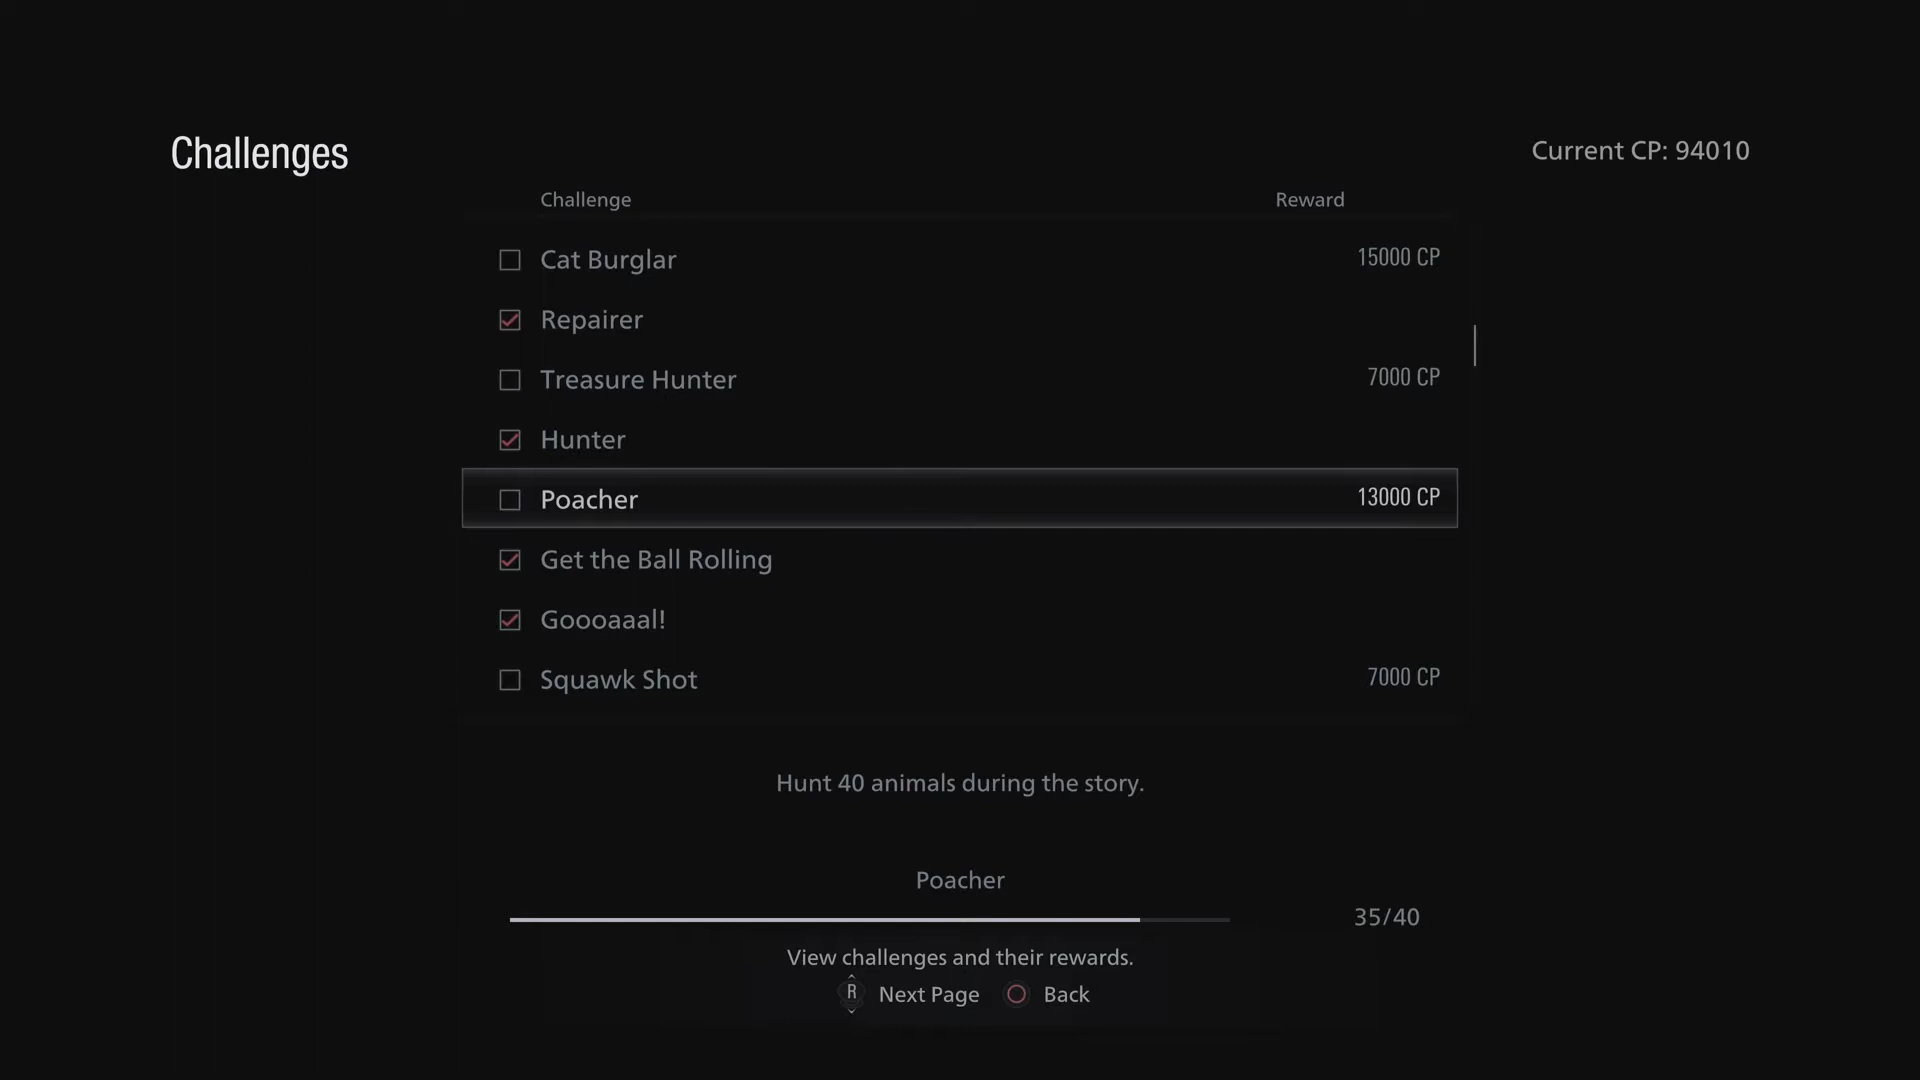 Challenges
Current CP: 94010
Challenge Reward
Cat Burglar 15000 CP
Repairer
Treasure Hunter 7000 CP
Hunter
Poacher 13000 CP
Get the Ball Rolling
Goooaaal!
Squawk Shot 7000 CP
Hunt 40 animals during the story.
Poacher
35/40
View challenges and their rewards.
R Next Page Back